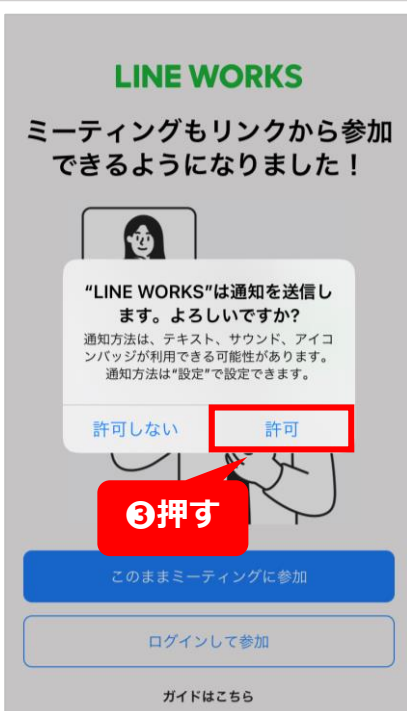 LINE WORKS
ミーティングもリンクから参加
できるようになりました！
“LINE WORKS”は通知を送信し
ます。よろしいですか?
通知方法は、テキスト、サウンド、アイコ
ンバッジが利用できる可能性があります。
通知方法は“設定”で設定できます。
許可しない
許可
❸押す
このままミーティングに参加
ログインして参加
ガイドはこちら